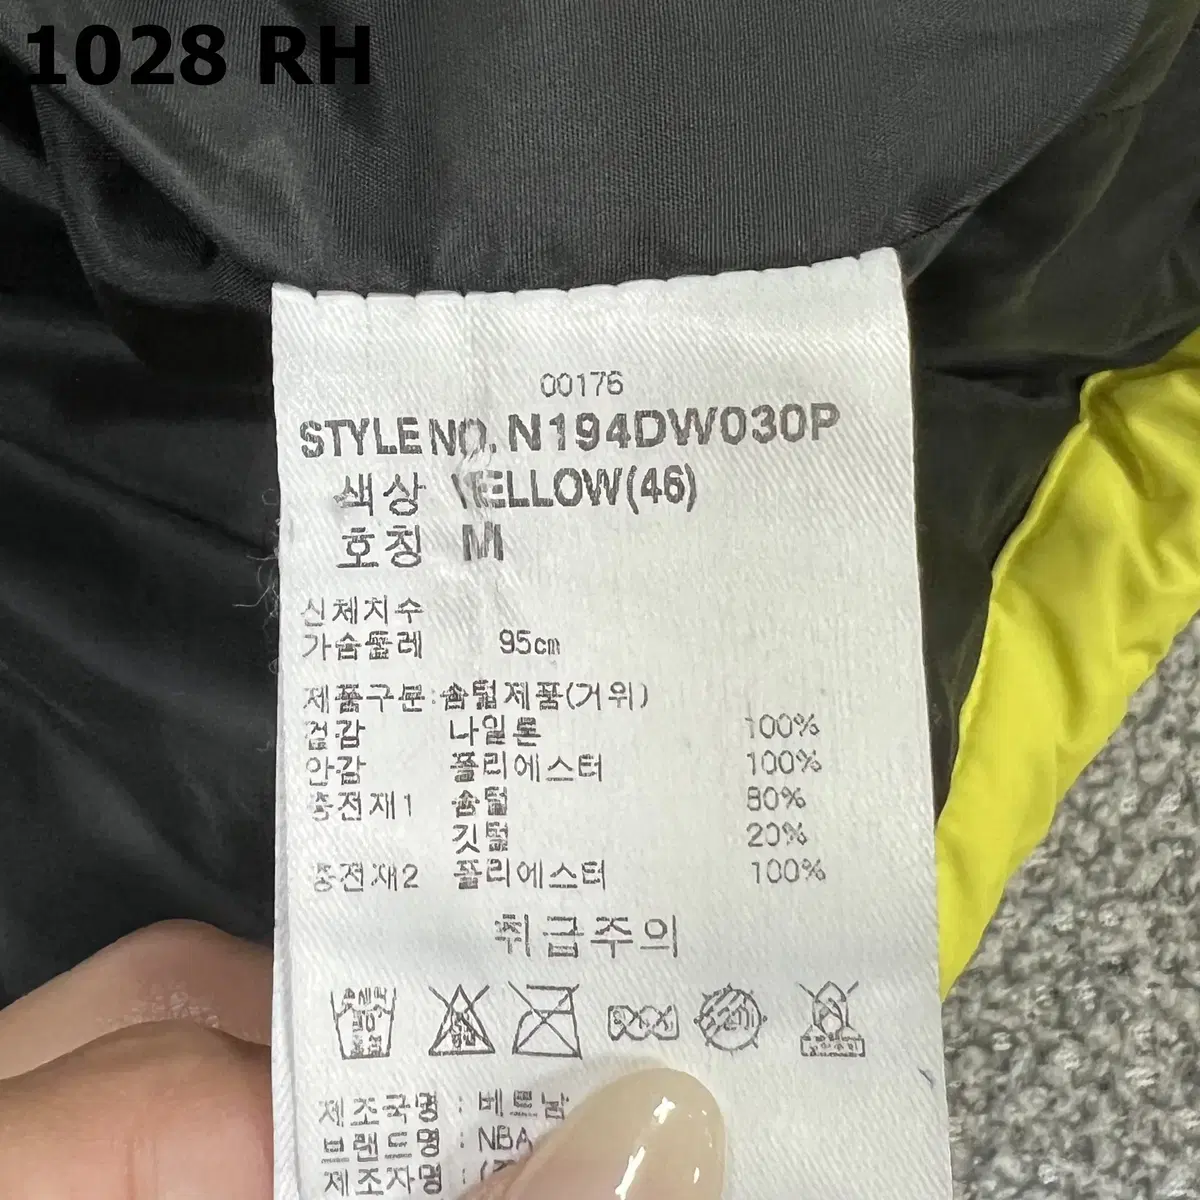 1028 RH
00176
STYLE NO. N194DW030P
색상 YELLOW(46)
호칭 M
신체치수
가슴둘레 95㎝
제품구분:솜털제품(거위)
겉감 나일론 100%
안감 폴리에스터 100%
충전재1 솜털 80%
깃털 20%
충전재2 폴리에스터 100%
취급주의
제조국명 : 베트남
브랜드명 : NBA
제조자명 :